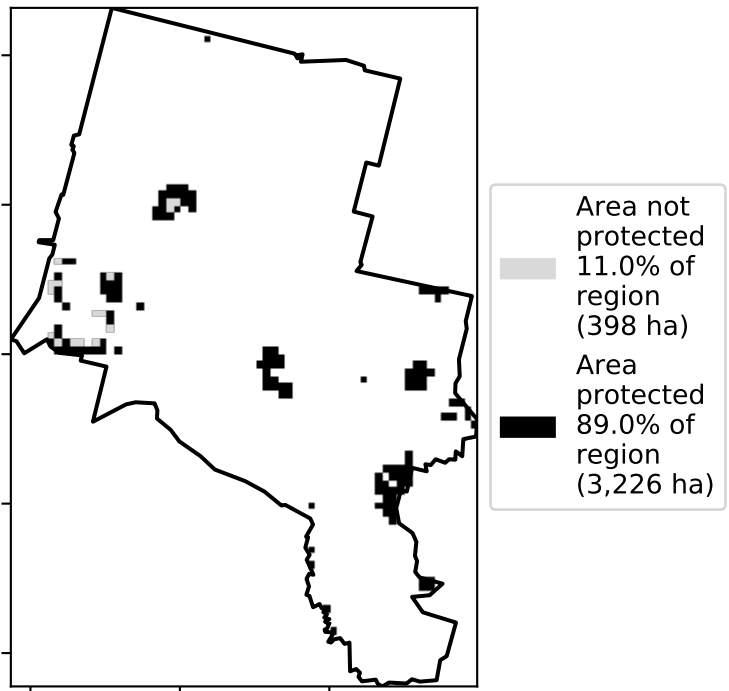 Area not
protected
11.0% of
region
(398 ha)
Area
protected
89.0% of
region
(3,226 ha)